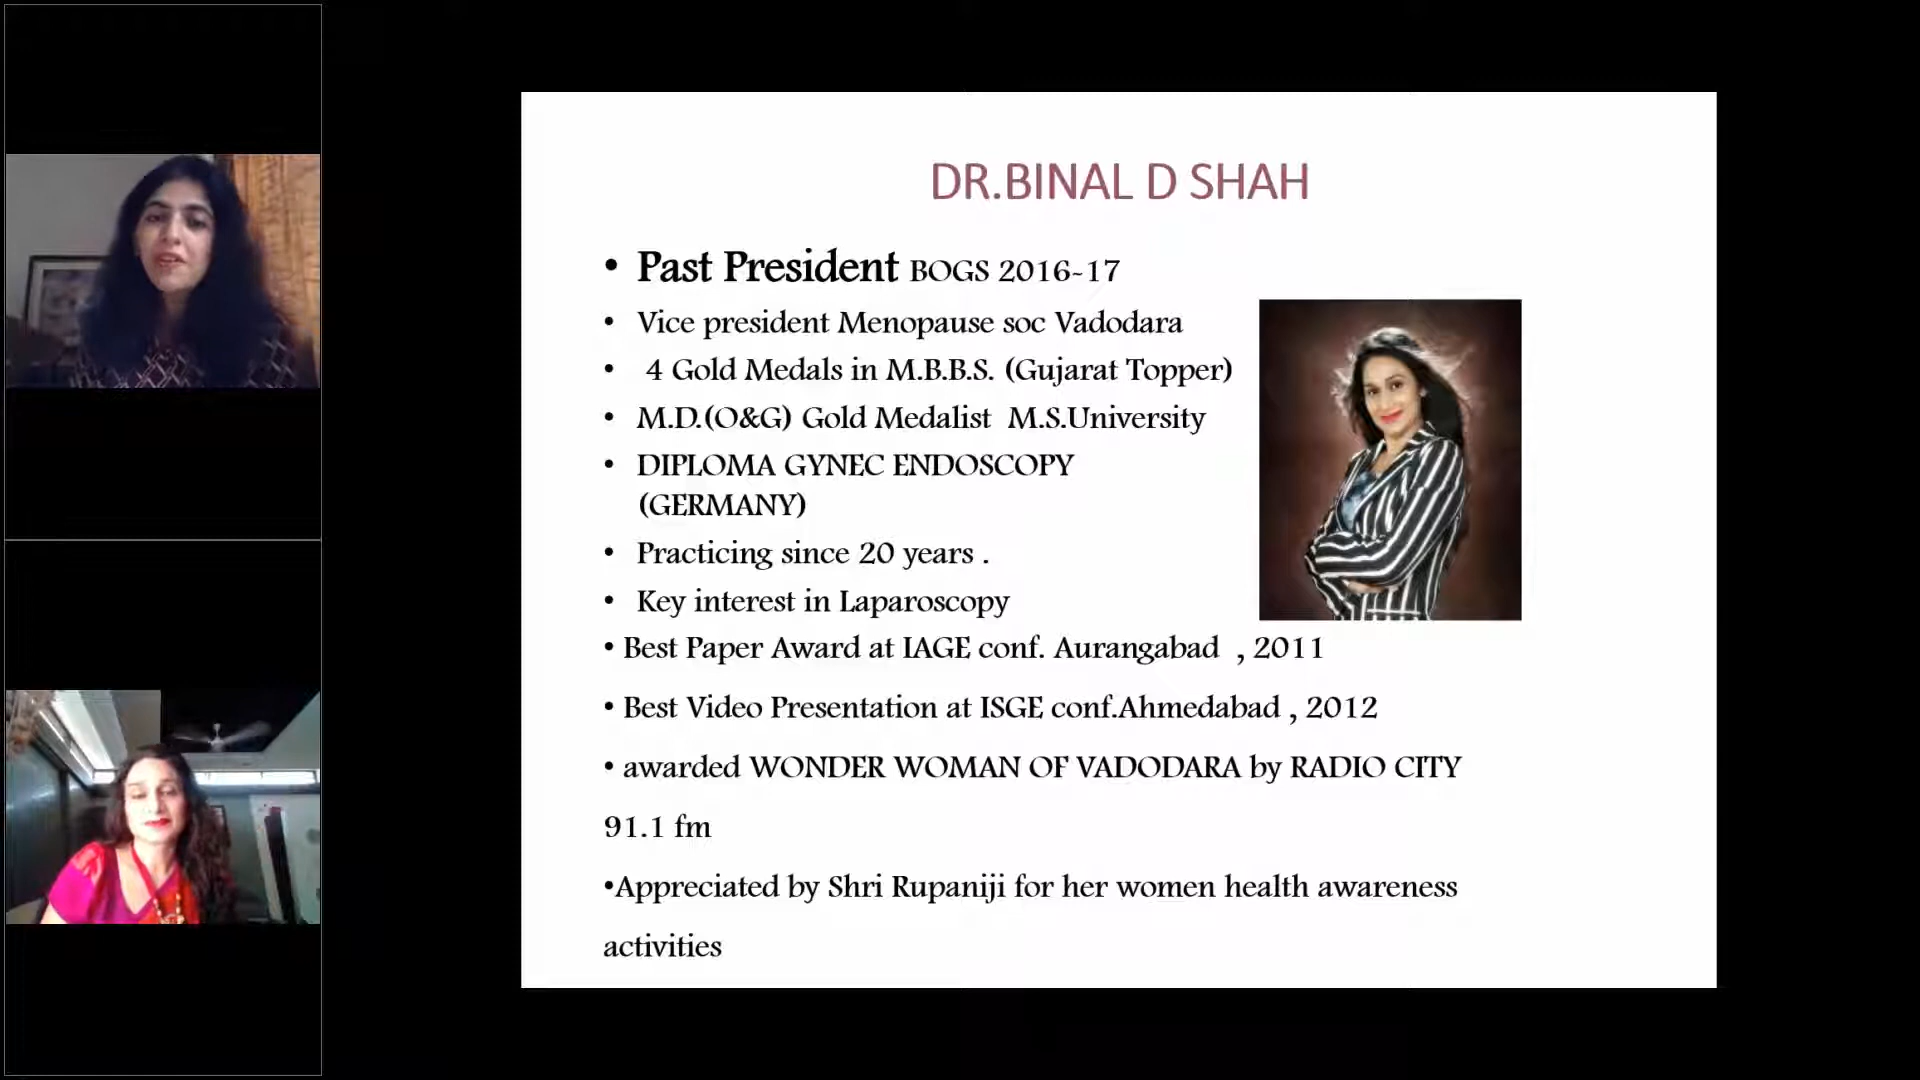 DR.BINAL D SHAH
• Past President BOGS 2016-17
• Vice president Menopause soc Vadodara
• 4 Gold Medals in M.B.B.S. (Gujarat Topper)
• M.D.(O&G) Gold Medalist M.S.University
• DIPLOMA GYNEC ENDOSCOPY
(GERMANY)
• Practicing since 20 years .
• Key interest in Laparoscopy
• Best Paper Award at IAGE conf. Aurangabad , 2011
• Best Video Presentation at ISGE conf.Ahmedabad , 2012
• awarded WONDER WOMAN OF VADODARA by RADIO CITY
91.1 fm
•Appreciated by Shri Rupaniji for her women health awareness
activities